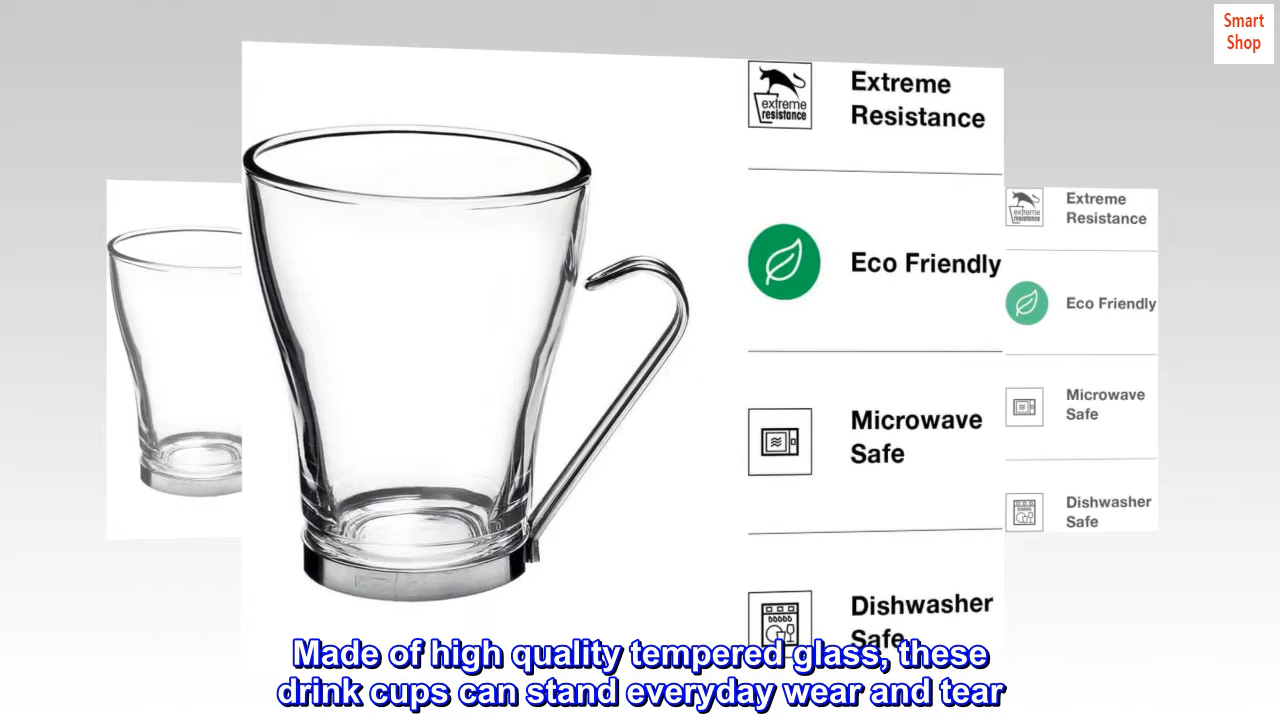 Smart
Shop
Extreme
Resistance
extreme
resistance
Eco Friendly
Microwave
Safe
Dishwasher
Safe
Extreme
Resistance
extreme
resistance
Eco Friendly
Microwave
Safe
Dishwasher
Safe
Made of high quality tempered glass, these
drink cups can stand everyday wear and tear